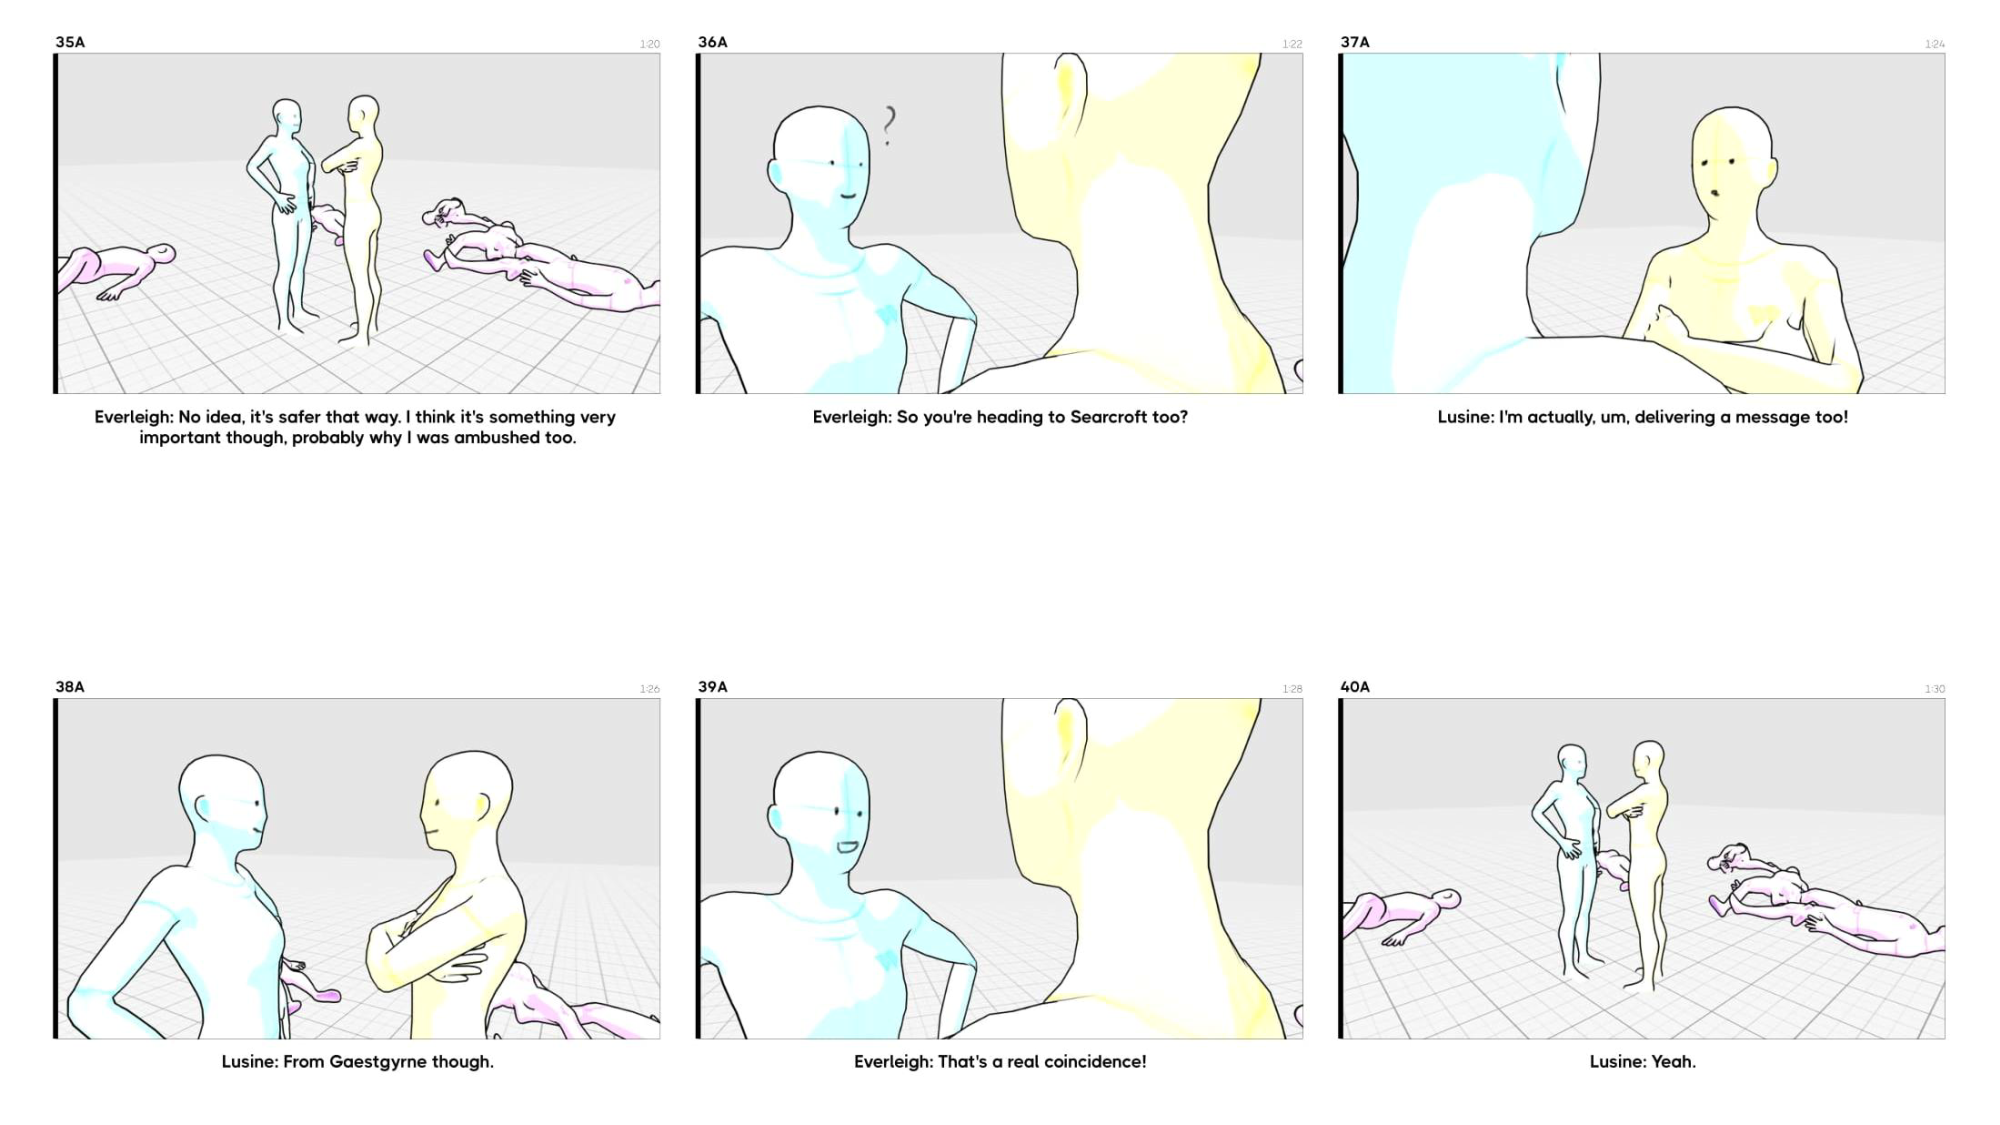 35A
1:20
36A
1:22
37A
1:24
?
Everleigh: No idea, it's safer that way. I think it's something very
important though, probably why I was ambushed too.
Everleigh: So you're heading to Searcroft too?
Lusine: I'm actually, um, delivering a message too!
38A
1:26
39A
1:28
40A
1:30
Lusine: From Gaestgyrne though.
Everleigh: That's a real coincidence!
Lusine: Yeah.